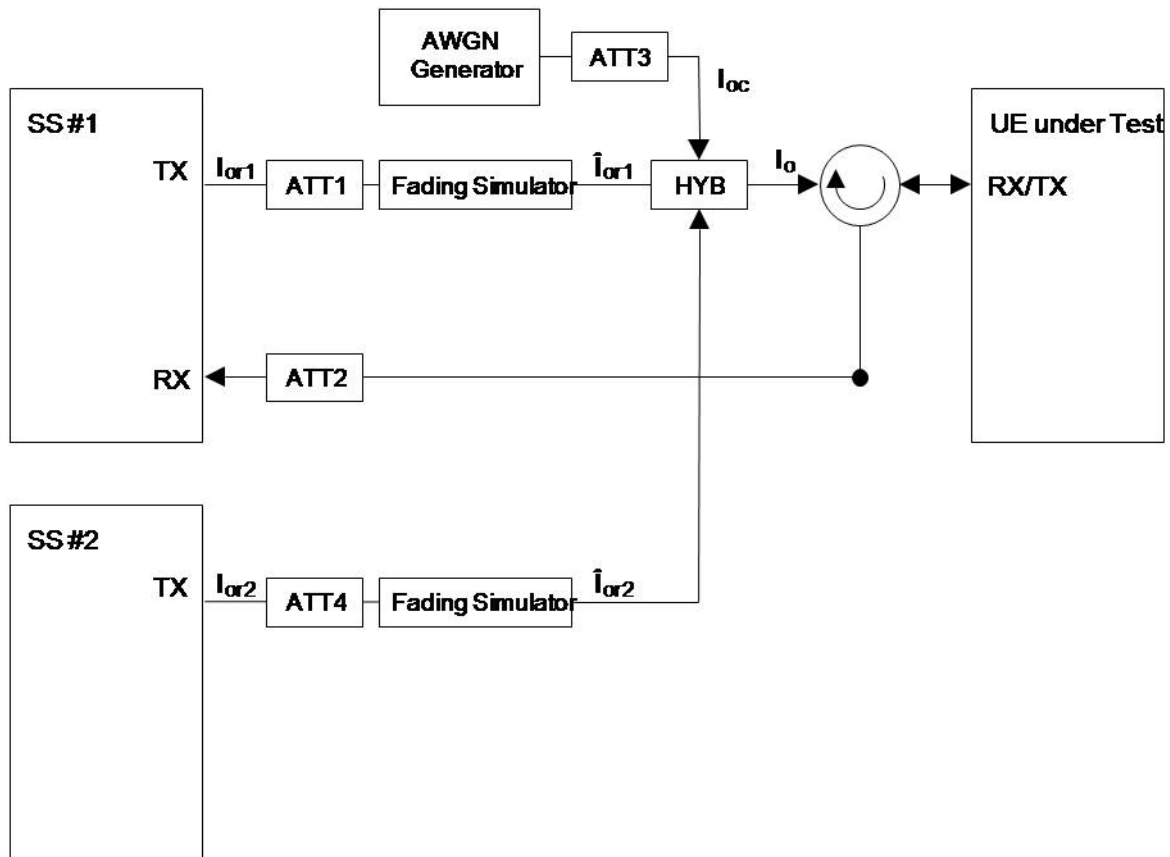 AWGN
Generator
ATT3
Ioc
SS #1
TX
Ior1
ATT1
Fading Simulator
Îor1
HYB
Io
UE under Test
RX/TX
RX
ATT2
SS #2
TX
Ior2
ATT4
Fading Simulator
Îor2